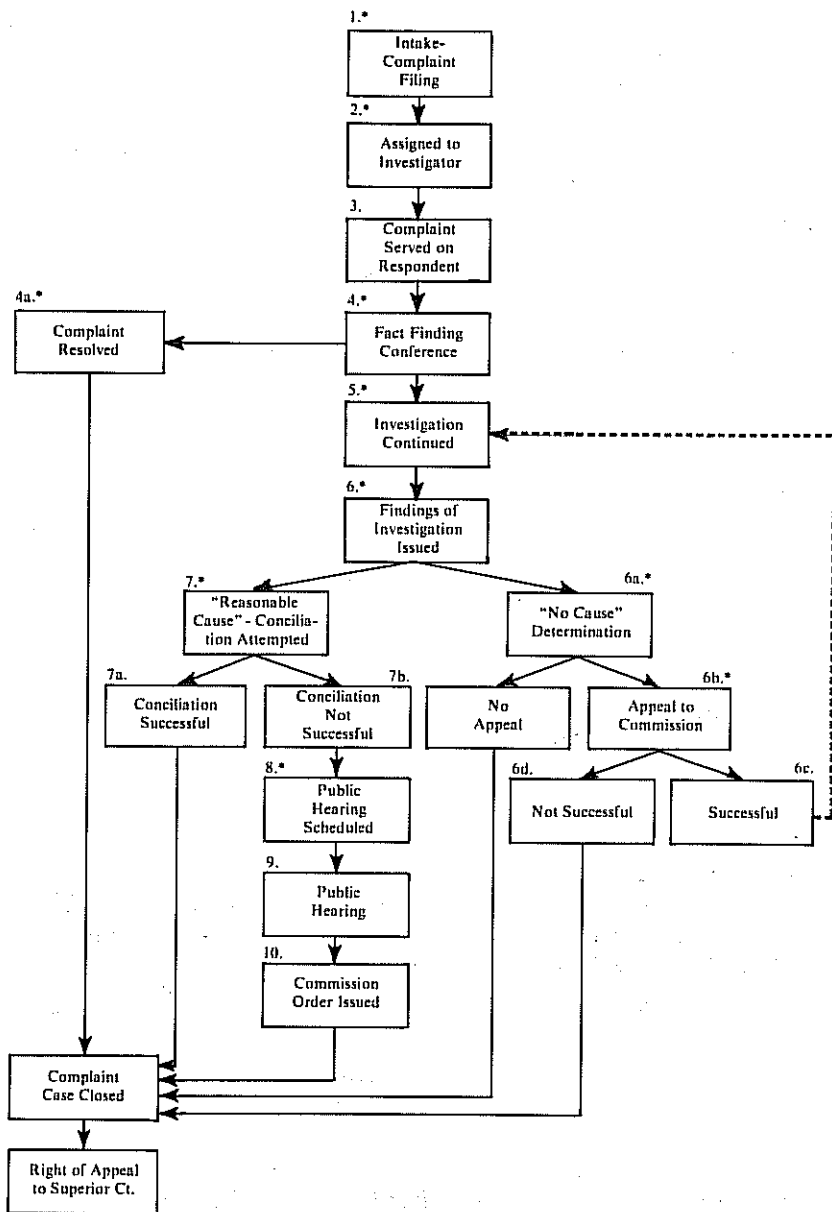 1.*
Intake-
Complaint
Filing
2.*
Assigned to
Investigator
3.
Complaint
Served on
Respondent
4a.*
Complaint
Resolved
4.*
Fact Finding
Conference
5.*
Investigation
Continued
6.*
Findings of
Investigation
Issued
7.*
"Reasonable
Cause" - Concilia-
tion Attempted
6a.*
"No Cause"
Determination
7a.
Conciliation
Successful
7b.
Conciliation
Not
Successful
No
Appeal
6b.*
Appeal to
Commission
8.*
Public
Hearing
Scheduled
6d.
Not Successful
6c.
Successful
9.
Public
Hearing
10.
Commission
Order Issued
Complaint
Case Closed
Right of Appeal
to Superior Ct.